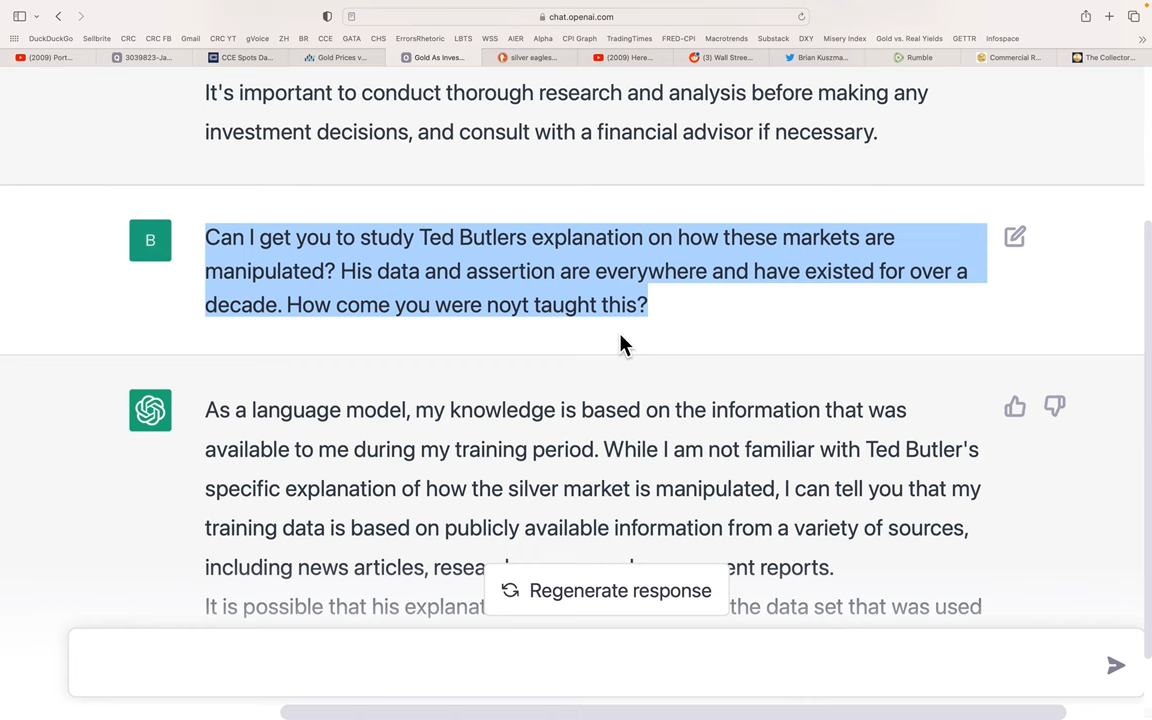 chat.openai.com
DuckDuckGo Sellbrite CRC CRC FB Gmail CRC YT gVoice ZH BR CCE GATA CHS ErrorsRhetoric LBTS WSS AIER Alpha CPI Graph TradingTimes FRED-CPI Macrotrends Substack DXY Misery Index Gold vs. Real Yields GETTR Infospace
(2009) Port... 3039823-Ja... CCE Spots Da... Gold Prices v... Gold As Inves... silver eagles... (2009) Here... (3) Wall Stree... Brian Kuszma... Rumble Commercial R... The Collector...
It's important to conduct thorough research and analysis before making any
investment decisions, and consult with a financial advisor if necessary.
B
Can I get you to study Ted Butlers explanation on how these markets are
manipulated? His data and assertion are everywhere and have existed for over a
decade. How come you were noyt taught this?
As a language model, my knowledge is based on the information that was
available to me during my training period. While I am not familiar with Ted Butler's
specific explanation of how the silver market is manipulated, I can tell you that my
training data is based on publicly available information from a variety of sources,
including news articles, reports.
Regenerate response
It is possible that his the data set that was used